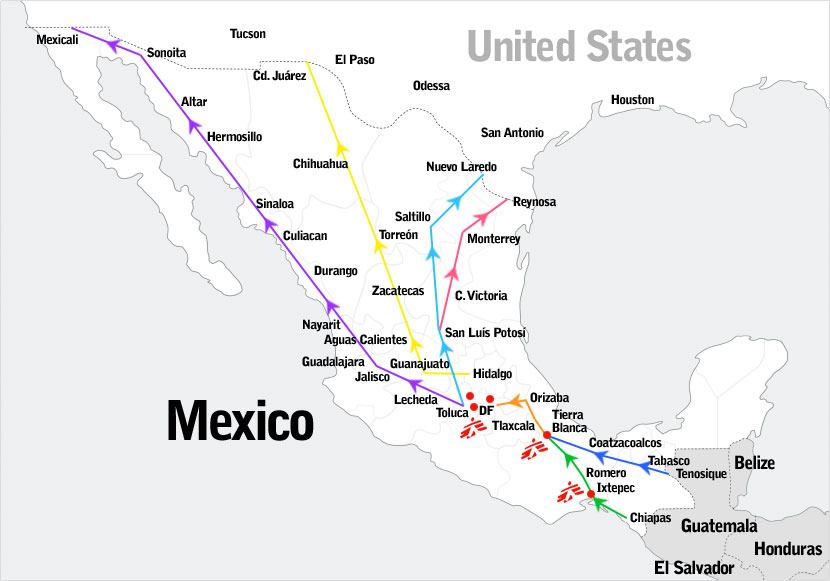 Tucson
United States
Mexicali
Sonoita
El Paso
Cd. Juárez
Odessa
Houston
Altar
San Antonio
Hermosillo
Chihuahua
Nuevo Laredo
Sinaloa
Reynosa
Saltillo
Culiacan
Torreón
Monterrey
Durango
Zacatecas
C. Victoria
Nayarit
San Luís Potosí
Aguas Calientes
Guadalajara
Guanajuato
Jalisco
Hidalgo
Lecheda
Orizaba
Toluca
DF
Tierra
Blanca
Mexico
Tlaxcala
Coatzacoalcos
Tabasco
Belize
Romero
Tenosique
Ixtepec
Chiapas
Guatemala
Honduras
El Salvador